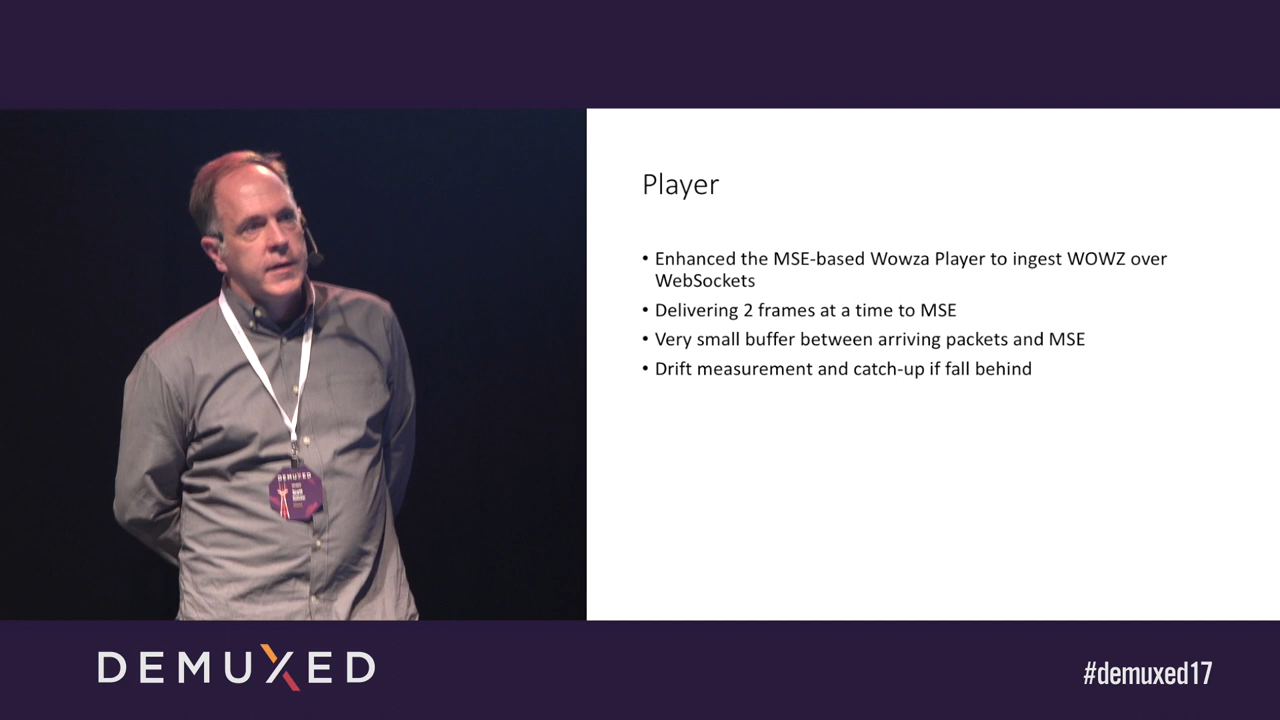 Player
• Enhanced the MSE-based Wowza Player to ingest WOWZ over
WebSockets
• Delivering 2 frames at a time to MSE
• Very small buffer between arriving packets and MSE
• Drift measurement and catch-up if fall behind
DEMUXED
DEMUXED
#demuxed17